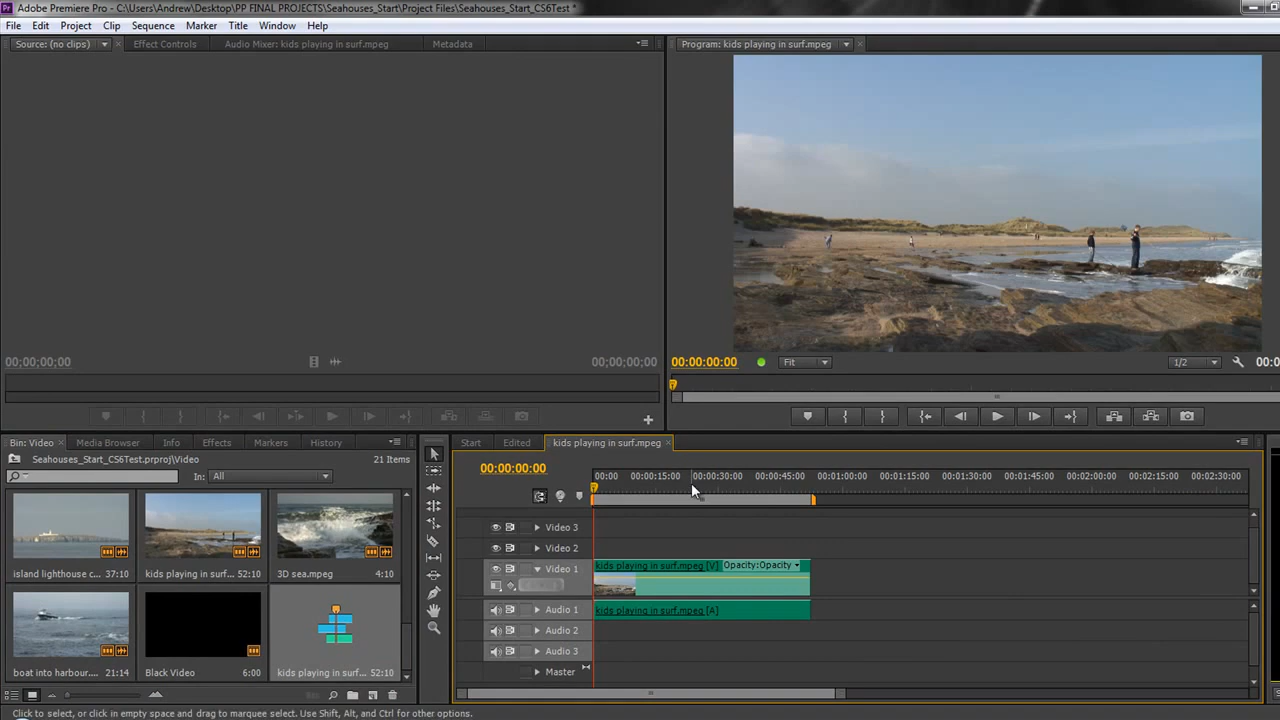 Adobe Premiere Pro - C:\Users\Andrew\Desktop\PP FINAL PROJECTS\Seahouses_Start\Project Files\Seahouses_Start_CS6Test *
File Edit Project Clip Sequence Marker Title Window Help
Source: (no clips) Effect Controls Audio Mixer: kids playing in surf.mpeg Metadata
Program: kids playing in surf.mpeg
00;00;00;00 00;00;00;00
00:00:00:00 Fit 1/2 00:0
Bin: Video Media Browser Info Effects Markers History
Seahouses_Start_CS6Test.prproj\Video 21 Items
In: All
island lighthouse c... 37:10 kids playing in surf... 52:10 3D sea.mpeg 4:10
boat into harbour.... 21:14 Black Video 6:00 kids playing in surf... 52:10
Start Edited kids playing in surf.mpeg
00:00:00:00
00:00 00:00:15:00 00:00:30:00 00:00:45:00 00:01:00:00 00:01:15:00 00:01:30:00 00:01:45:00 00:02:00:00 00:02:15:00 00:02:30:00
Video 3
Video 2
Video 1 kids playing in surf.mpeg [V] Opacity:Opacity
Audio 1 kids playing in surf.mpeg [A]
Audio 2
Audio 3
Master
Click to select, or click in empty space and drag to marquee select. Use Shift, Alt, and Ctrl for other options.